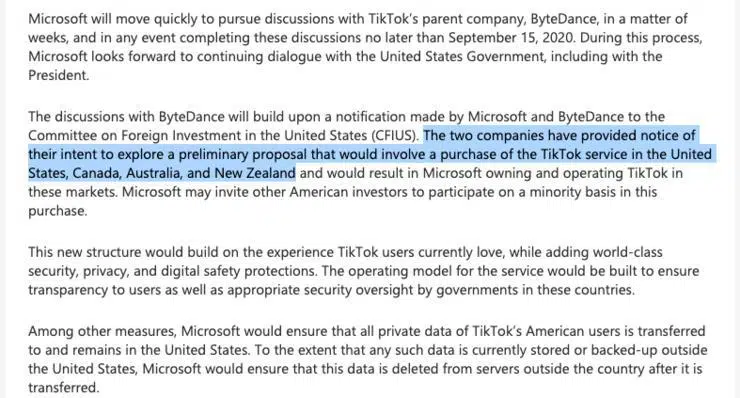 Microsoft will move quickly to pursue discussions with TikTok's parent company, ByteDance, in a matter of
weeks, and in any event completing these discussions no later than September 15, 2020. During this process,
Microsoft looks forward to continuing dialogue with the United States Government, including with the
President.
The discussions with ByteDance will build upon a notification made by Microsoft and ByteDance to the
Committee on Foreign Investment in the United States (CFIUS). The two companies have provided notice of
their intent to explore a preliminary proposal that would involve a purchase of the TikTok service in the United
States, Canada, Australia, and New Zealand and would result in Microsoft owning and operating TikTok in
these markets. Microsoft may invite other American investors to participate on a minority basis in this
purchase.
This new structure would build on the experience TikTok users currently love, while adding world-class
security, privacy, and digital safety protections. The operating model for the service would be built to ensure
transparency to users as well as appropriate security oversight by governments in these countries.
Among other measures, Microsoft would ensure that all private data of TikTok's American users is transferred
to and remains in the United States. To the extent that any such data is currently stored or backed-up outside
the United States, Microsoft would ensure that this data is deleted from servers outside the country after it is
transferred.